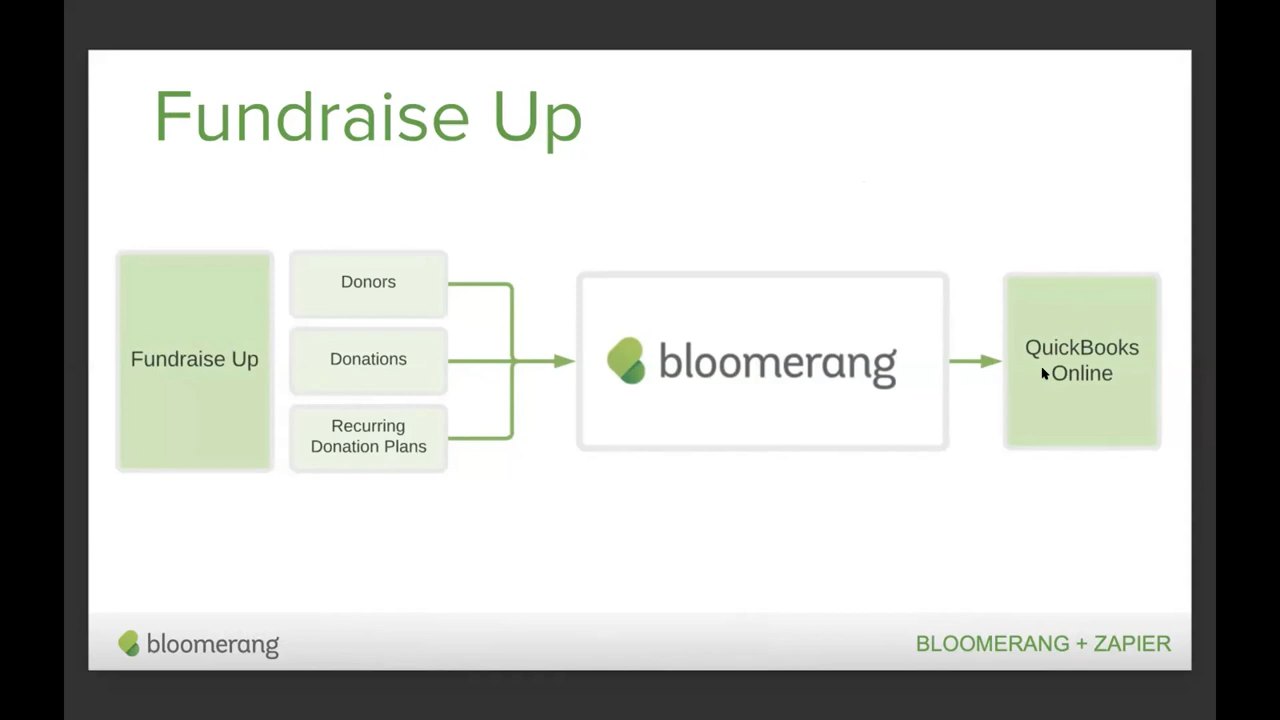 Fundraise Up
Fundraise Up
Donors
Donations
Recurring
Donation Plans
bloomerang
QuickBooks
Online
bloomerang
BLOOMERANG + ZAPIER